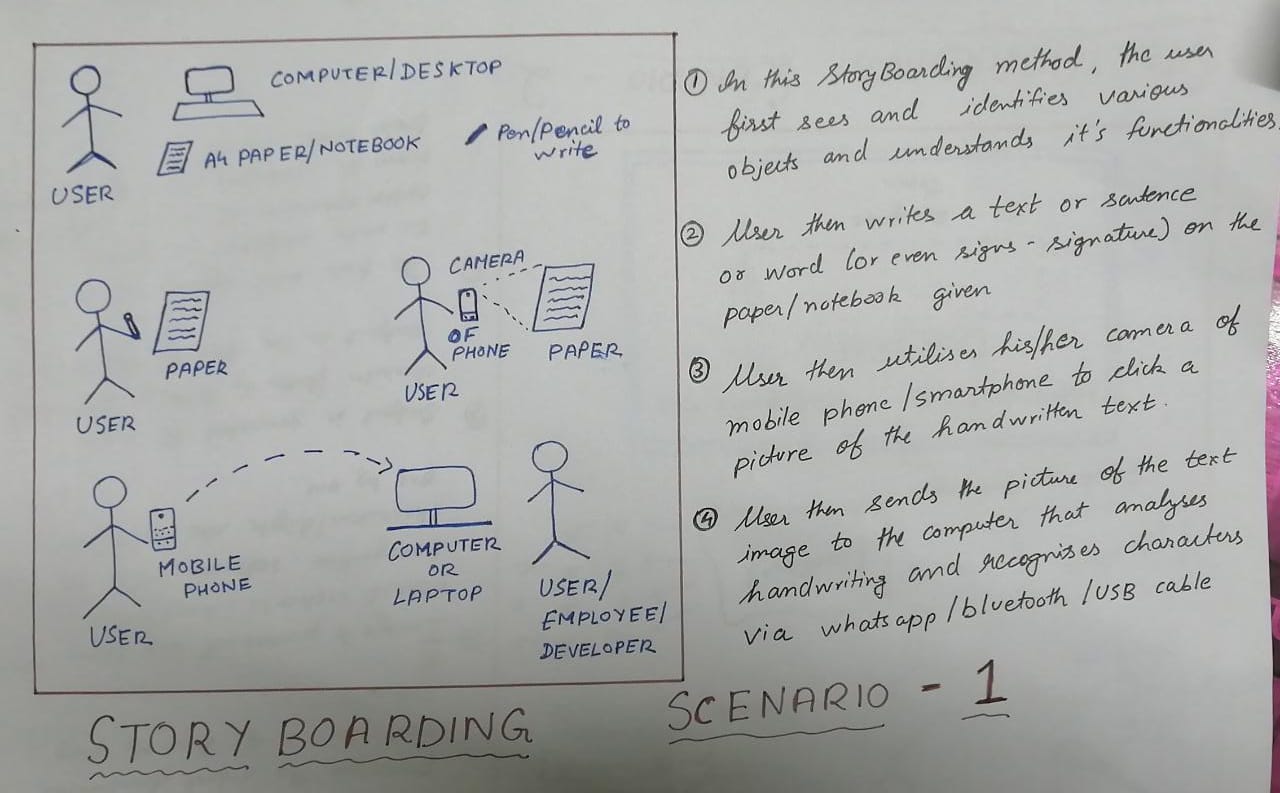 COMPUTER/DESKTOP
A4 PAPER/NOTEBOOK
Pen/Pencil to
write
USER
CAMERA
OF
PHONE
PAPER
PAPER
USER
USER
MOBILE
PHONE
COMPUTER
OR
LAPTOP
USER
USER/
EMPLOYEE/
DEVELOPER
① In this StoryBoarding method, the user
first sees and identifies various
objects and understands it's functionalities
② User then writes a text or sentence
or word (or even signs - signature) on the
paper/notebook given
③ User then utilises his/her camera of
mobile phone/smartphone to click a
picture of the handwritten text.
④ User then sends the picture of the text
image to the computer that analyses
handwriting and recognises characters
via whatsapp/bluetooth/USB cable
STORY BOARDING
SCENARIO - 1